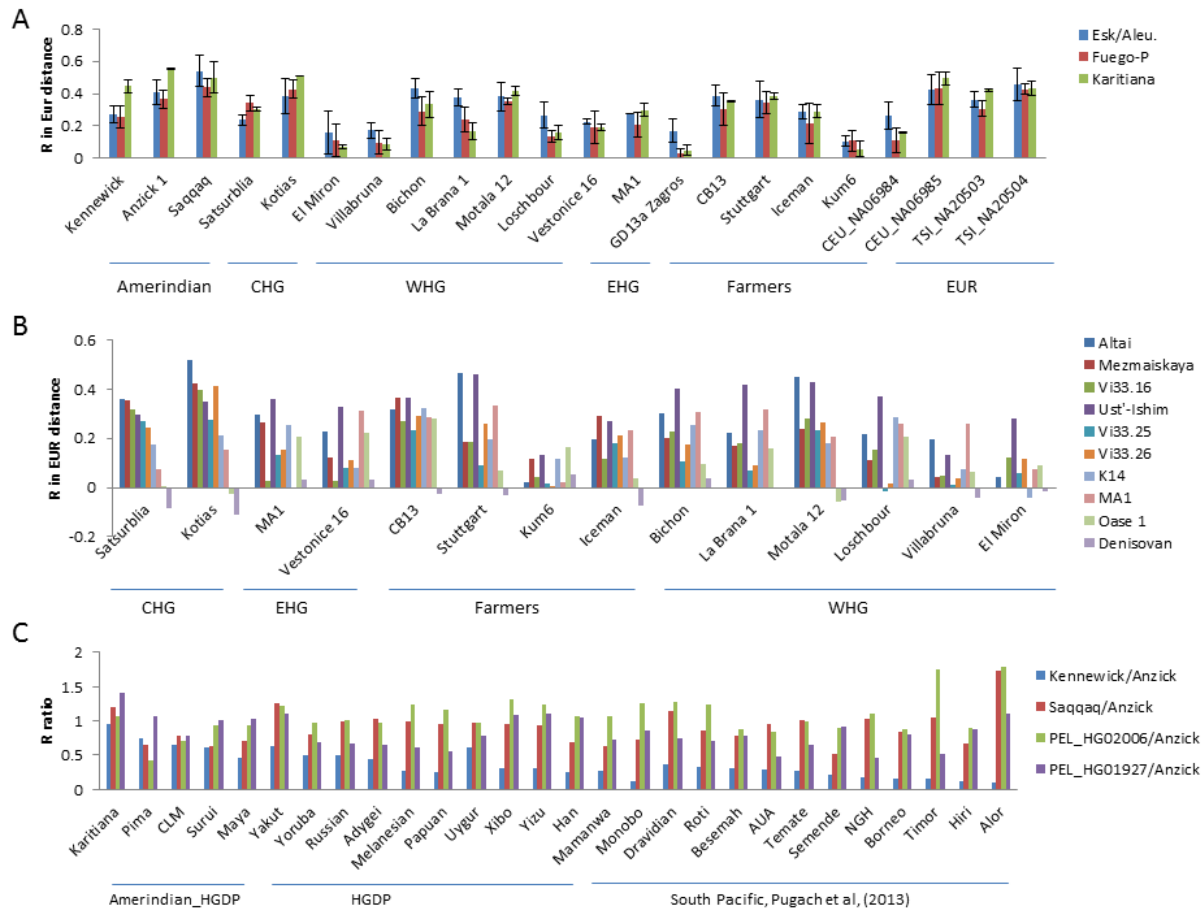 A
R in Eur distance
0.8
0.6
0.4
0.2
0
Esk/Aleu.
Fuego-P
Karitiana
Kennewick
Anzick 1
Saqqaq
Satsurblia
Kotias
El Miron
Villabruna
Bichon
La Brana 1
Motala 12
Loschbour
Vestonice 16
MA1
GD13a Zagros
CB13
Stuttgart
Iceman
Kum6
CEU_NA06984
CEU_NA06985
TSI_NA20503
TSI_NA20504
Amerindian
CHG
WHG
EHG
Farmers
EUR
B
R in EUR distance
0.6
0.4
0.2
0
-0.2
Altai
Mezmaiskaya
Vi33.16
Ust'-Ishim
Vi33.25
Vi33.26
K14
MA1
Oase 1
Denisovan
Satsurblia
Kotias
MA1
Vestonice 16
CB13
Stuttgart
Kum6
Iceman
Bichon
La Brana 1
Motala 12
Loschbour
Villabruna
El Miron
CHG
EHG
Farmers
WHG
C
R ratio
2
1.5
1
0.5
0
Kennewick/Anzick
Saqqaq/Anzick
PEL_HG02006/Anzick
PEL_HG01927/Anzick
Karitiana
Pima
CLM
Surui
Maya
Yakut
Yoruba
Russian
Adygei
Melanesian
Papuan
Uygur
Xibo
Yizu
Han
Mamanwa
Monobo
Dravidian
Roti
Besemah
AUA
Temate
Semende
NGH
Borneo
Timor
Hiri
Alor
Amerindian_HGDP
HGDP
South Pacific, Pugach et al, (2013)